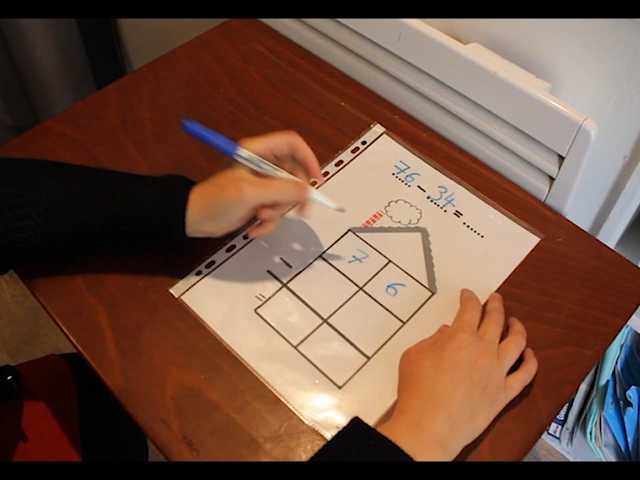 76 - 34 = ......
7 6
-
=